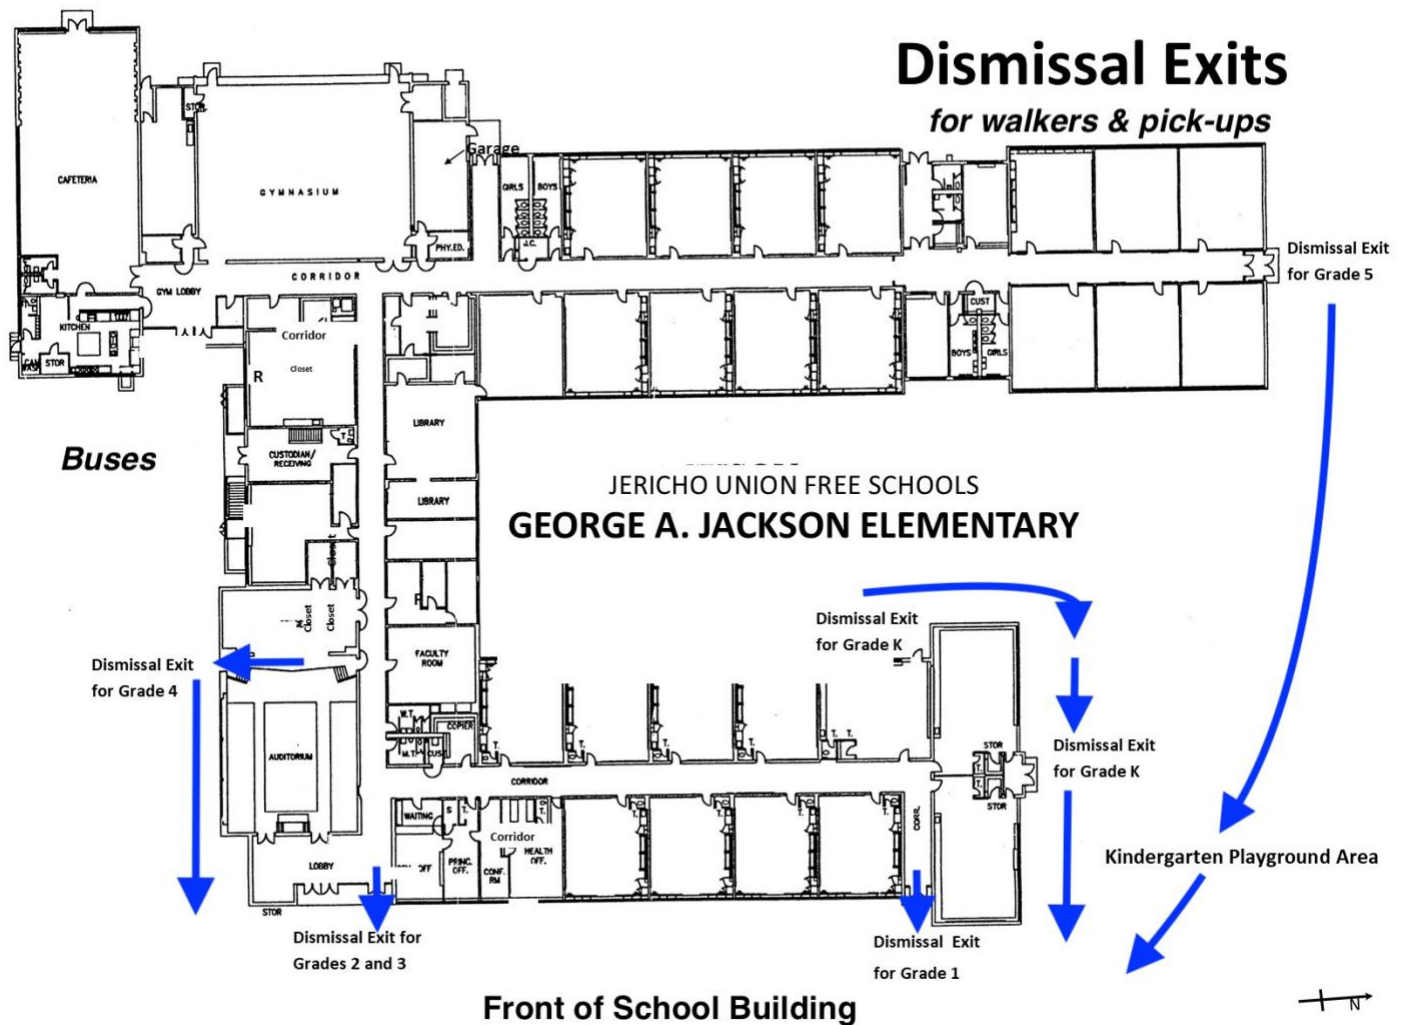 Dismissal Exits
for walkers & pick-ups
STOR.
Garage
CAFETERIA
GYMNASIUM
GIRLS
BOYS
J.C.
PHY.ED.
Dismissal Exit
for Grade 5
CORRIDOR
GYM LOBBY
CUST
KITCHEN
STOR
Corridor
Closet
R
BOYS
GIRLS
LIBRARY
Buses
CUSTODIAN/
RECEIVING
T.
JERICHO UNION FREE SCHOOLS
LIBRARY
GEORGE A. JACKSON ELEMENTARY
Closet
Closet
Closet
Dismissal Exit
for Grade K
Dismissal Exit
for Grade 4
FACULTY
ROOM
W.T.
COPIER
M.T.
CUS.
T.
T.
T.
T.
T.
T.
STOR
Dismissal Exit
for Grade K
AUDITORIUM
CORRIDOR
T.
T.
STOR
WAITING
S
T.
T.
T.
T.
T.
T.
CORR.
Corridor
HEALTH
OFF.
Kindergarten Playground Area
LOBBY
OFF
PRINC.
OFF.
CONF.
RM
STOR
Dismissal Exit for
Grades 2 and 3
Dismissal Exit
for Grade 1
Front of School Building
N